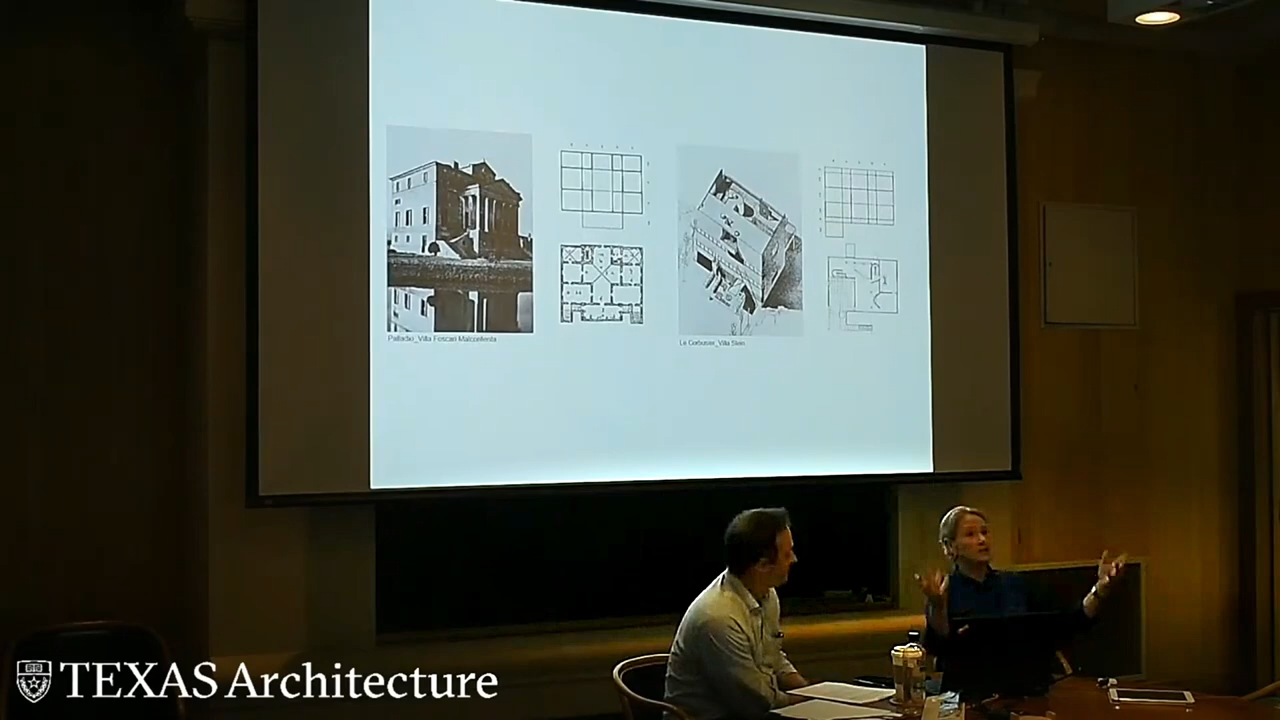 Palladio_Villa Foscari Malcontenta
Le Corbusier_Villa Stein
TEXAS Architecture